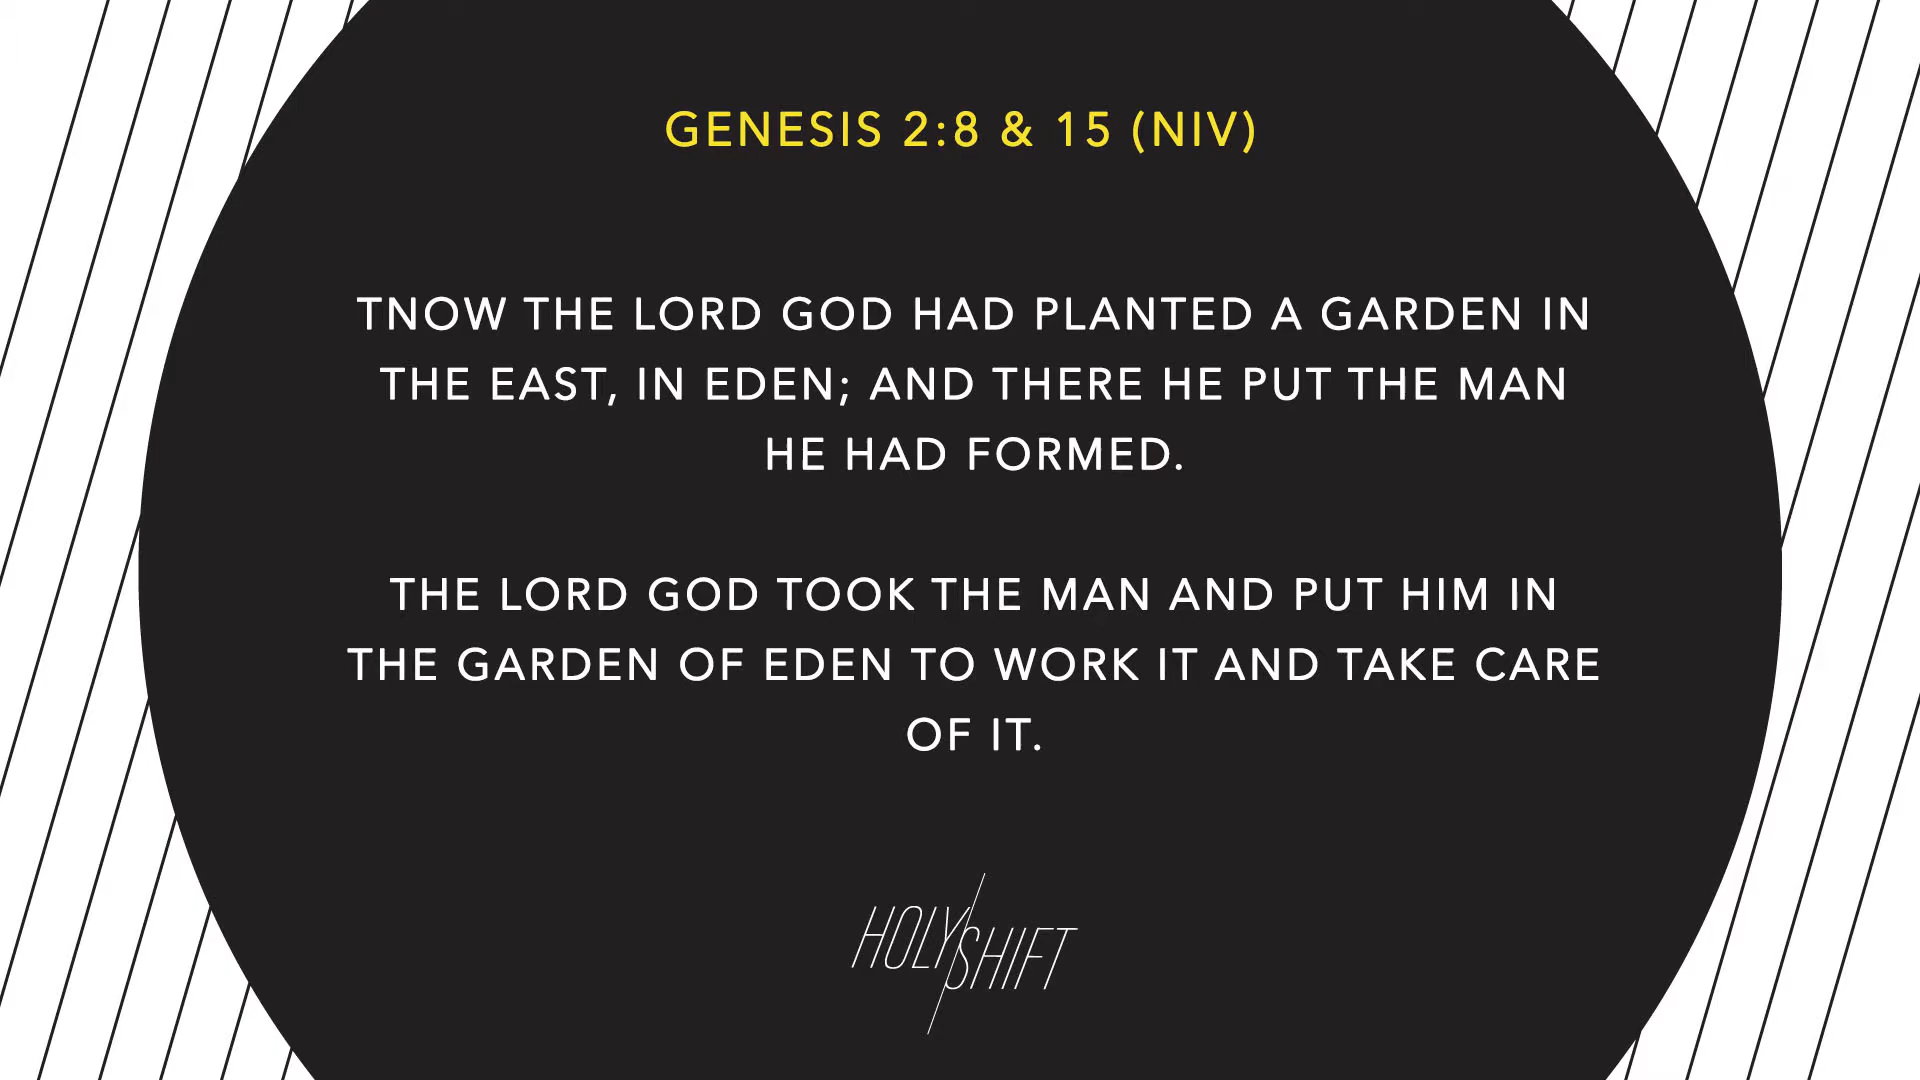 GENESIS 2:8 & 15 (NIV)
TNOW THE LORD GOD HAD PLANTED A GARDEN IN
THE EAST, IN EDEN; AND THERE HE PUT THE MAN
HE HAD FORMED.
THE LORD GOD TOOK THE MAN AND PUT HIM IN
THE GARDEN OF EDEN TO WORK IT AND TAKE CARE
OF IT.
HOLY/SHIFT